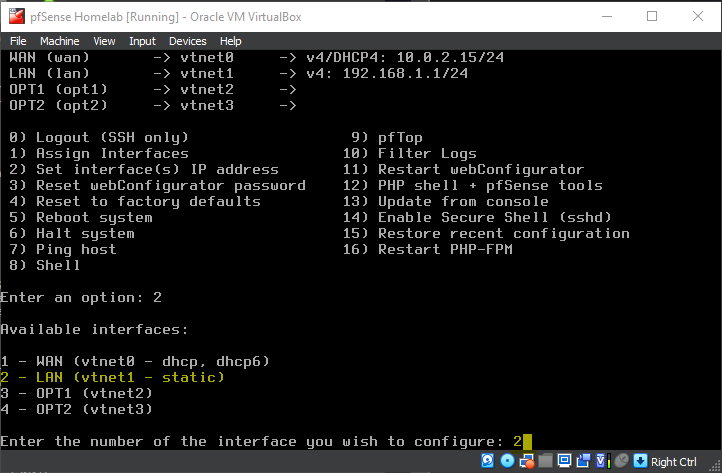 pfSense Homelab [Running] - Oracle VM VirtualBox
File Machine View Input Devices Help
WAN (wan) -> vtnet0 -> v4/DHCP4: 10.0.2.15/24
LAN (lan) -> vtnet1 -> v4: 192.168.1.1/24
OPT1 (opt1) -> vtnet2 ->
OPT2 (opt2) -> vtnet3 ->
0) Logout (SSH only) 9) pfTop
1) Assign Interfaces 10) Filter Logs
2) Set interface(s) IP address 11) Restart webConfigurator
3) Reset webConfigurator password 12) PHP shell + pfSense tools
4) Reset to factory defaults 13) Update from console
5) Reboot system 14) Enable Secure Shell (sshd)
6) Halt system 15) Restore recent configuration
7) Ping host 16) Restart PHP-FPM
8) Shell
Enter an option: 2
Available interfaces:
1 - WAN (vtnet0 - dhcp, dhcp6)
2 - LAN (vtnet1 - static)
3 - OPT1 (vtnet2)
4 - OPT2 (vtnet3)
Enter the number of the interface you wish to configure: 2
Right Ctrl